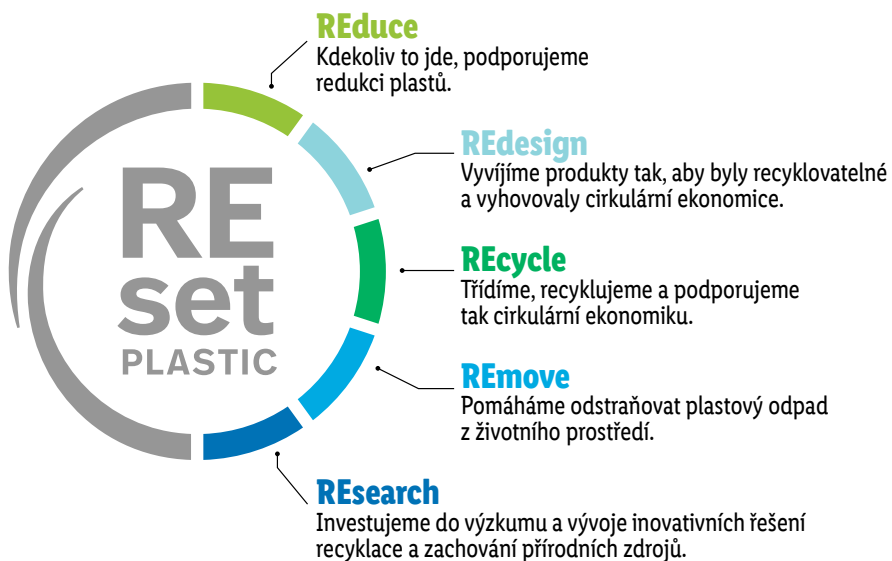 REduce
Kdekoliv to jde, podporujeme
redukci plastů.
REdesign
Vyvíjíme produkty tak, aby byly recyklovatelné
a vyhovovaly cirkulární ekonomice.
RE
set
PLASTIC
REcycle
Třídíme, recyklujeme a podporujeme
tak cirkulární ekonomiku.
REmove
Pomáháme odstraňovat plastový odpad
z životního prostředí.
REsearch
Investujeme do výzkumu a vývoje inovativních řešení
recyklace a zachování přírodních zdrojů.